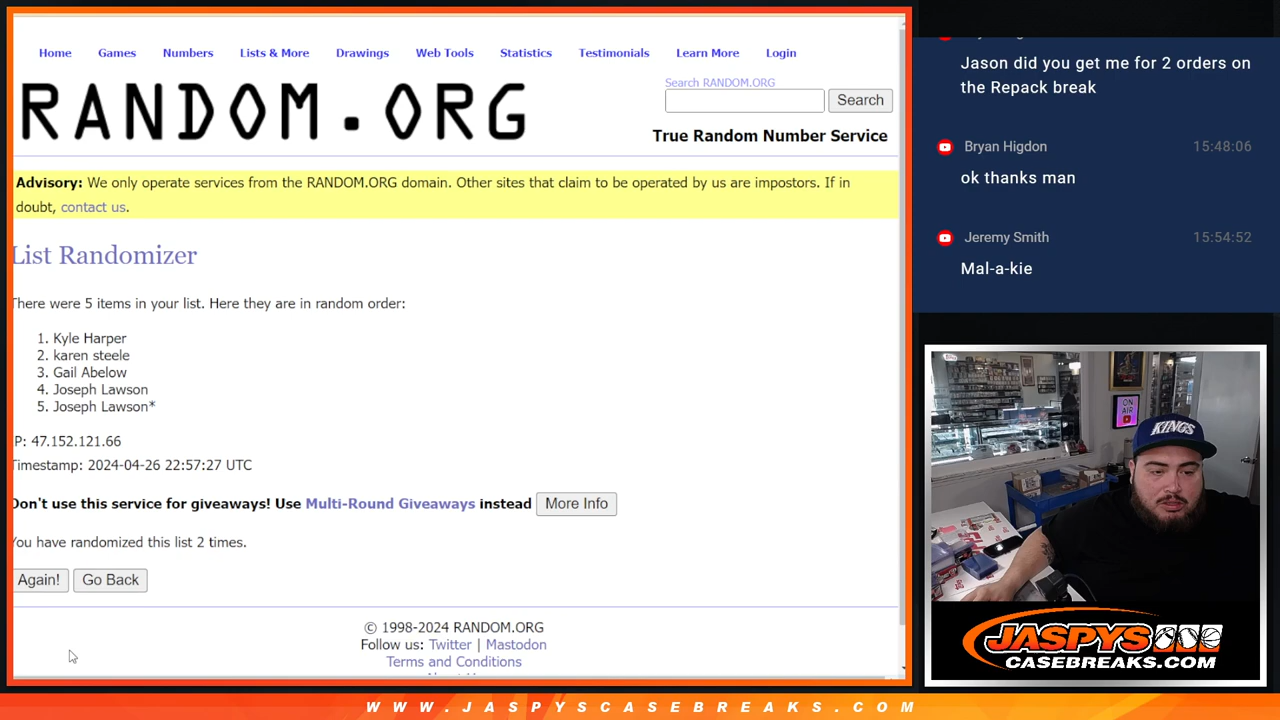 Home Games Numbers Lists & More Drawings Web Tools Statistics Testimonials Learn More Login
RANDOM.ORG
Search RANDOM.ORG
Search
True Random Number Service
Advisory: We only operate services from the RANDOM.ORG domain. Other sites that claim to be operated by us are impostors. If in
doubt, contact us.
List Randomizer
There were 5 items in your list. Here they are in random order:
1. Kyle Harper
2. karen steele
3. Gail Abelow
4. Joseph Lawson
5. Joseph Lawson*
P: 47.152.121.66
Timestamp: 2024-04-26 22:57:27 UTC
Don't use this service for giveaways! Use Multi-Round Giveaways instead More Info
You have randomized this list 2 times.
Again! Go Back
© 1998-2024 RANDOM.ORG
Follow us: Twitter | Mastodon
Terms and Conditions
Jason did you get me for 2 orders on
the Repack break
Bryan Higdon 15:48:06
ok thanks man
Jeremy Smith 15:54:52
Mal-a-kie
ON
AIR
KINGS
JASPYS
CASEBREAKS.COM
WWW.JASPYSCASEBREAKS.COM